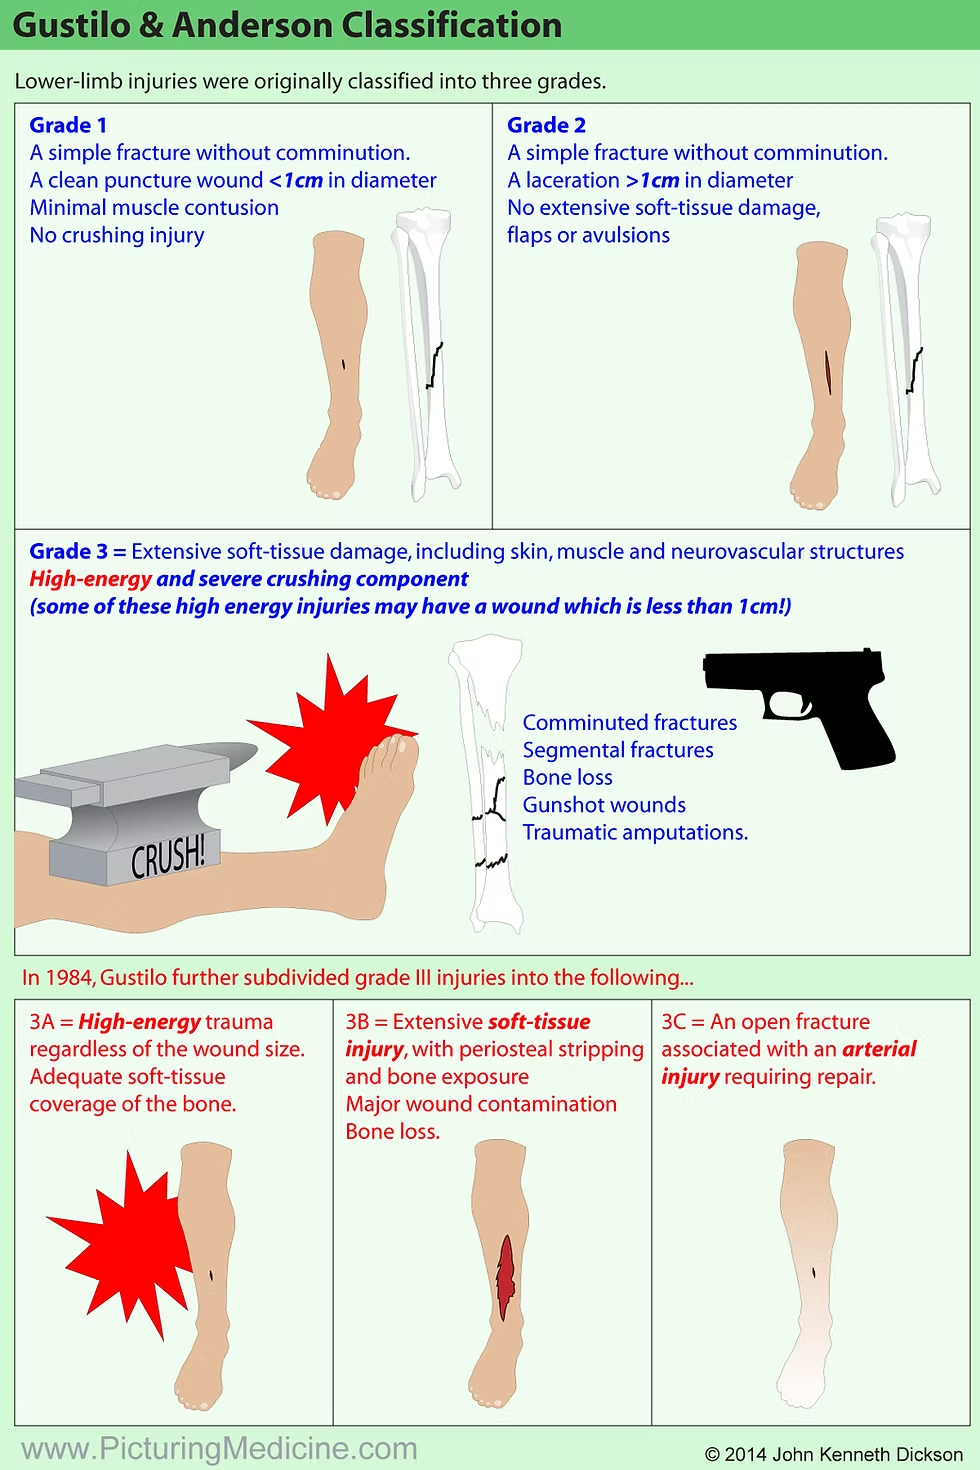 Gustilo & Anderson Classification
Lower-limb injuries were originally classified into three grades.
Grade 1
A simple fracture without comminution.
A clean puncture wound <1cm in diameter
Minimal muscle contusion
No crushing injury
Grade 2
A simple fracture without comminution.
A laceration >1cm in diameter
No extensive soft-tissue damage,
flaps or avulsions
Grade 3 = Extensive soft-tissue damage, including skin, muscle and neurovascular structures
High-energy and severe crushing component
(some of these high energy injuries may have a wound which is less than 1cm!)
CRUSH!
Comminuted fractures
Segmental fractures
Bone loss
Gunshot wounds
Traumatic amputations.
In 1984, Gustilo further subdivided grade III injuries into the following...
3A = High-energy trauma
regardless of the wound size.
Adequate soft-tissue
coverage of the bone.
3B = Extensive soft-tissue
injury, with periosteal stripping
and bone exposure
Major wound contamination
Bone loss.
3C = An open fracture
associated with an arterial
injury requiring repair.
www.PicturingMedicine.com
© 2014 John Kenneth Dickson